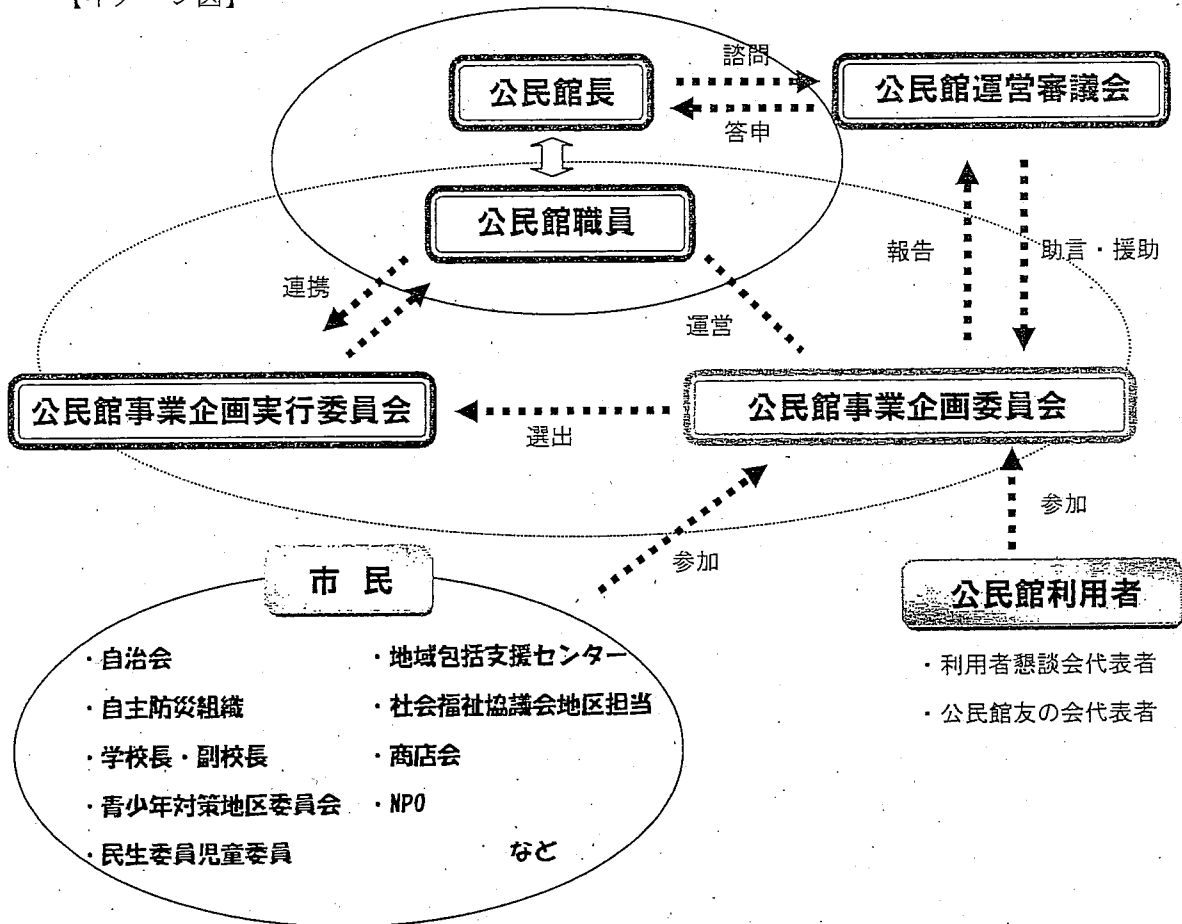 【イメージ図】
諮問
公民館長
公民館運営審議会
答申
公民館職員
報告
助言・援助
連携
運営
公民館事業企画実行委員会
公民館事業企画委員会
選出
参加
参加
市 民
公民館利用者
・自治会
・地域包括支援センター
・利用者懇談会代表者
・自主防災組織
・社会福祉協議会地区担当
・公民館友の会代表者
・学校長・副校長
・商店会
・青少年対策地区委員会
・NPO
・民生委員児童委員
など